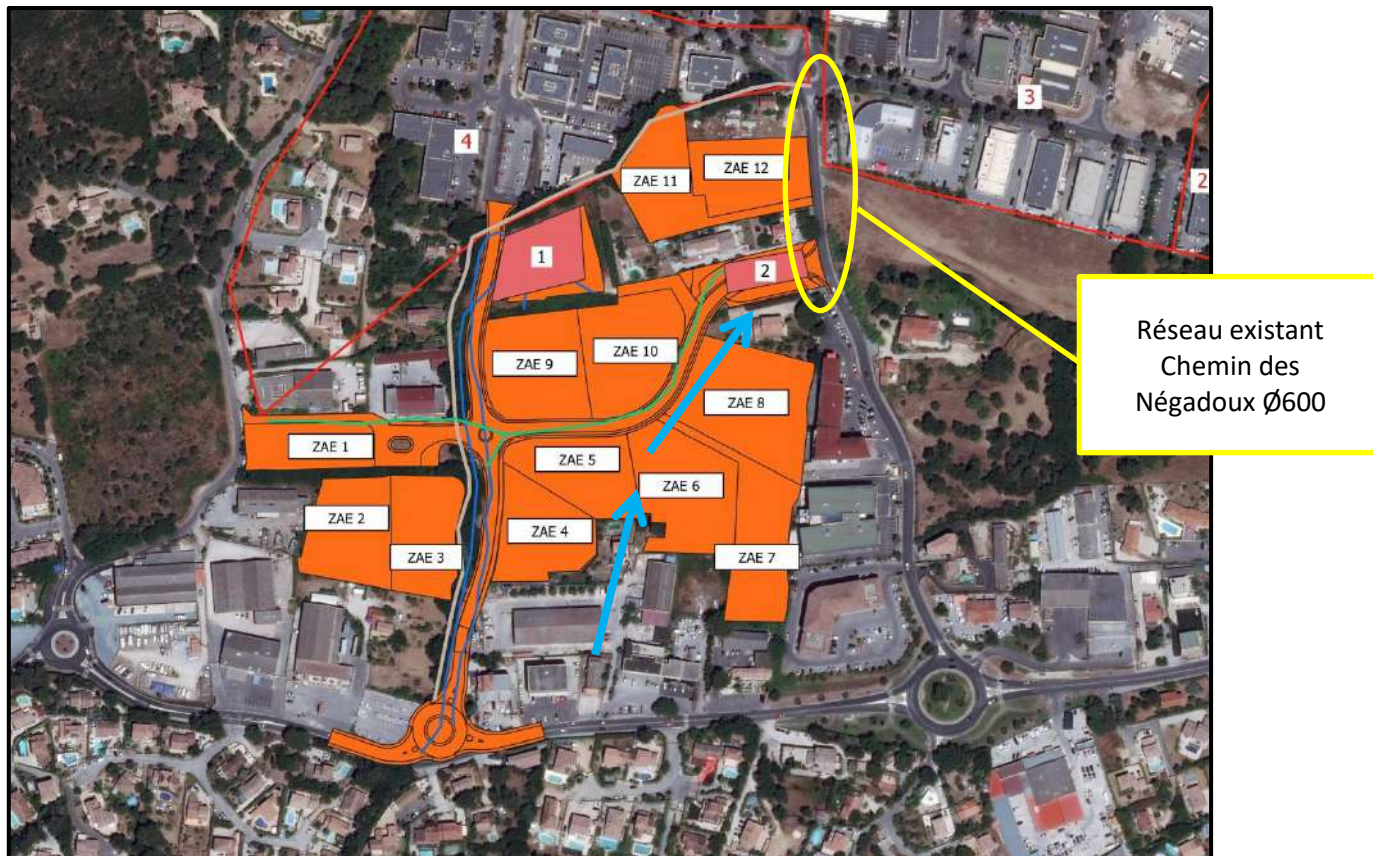 3
4
2
ZAE 12
ZAE 11
1
2
ZAE 10
ZAE 9
ZAE 8
ZAE 1
ZAE 5
ZAE 6
ZAE 2
ZAE 4
ZAE 3
ZAE 7
Réseau existant
Chemin des
Négadoux Ø600